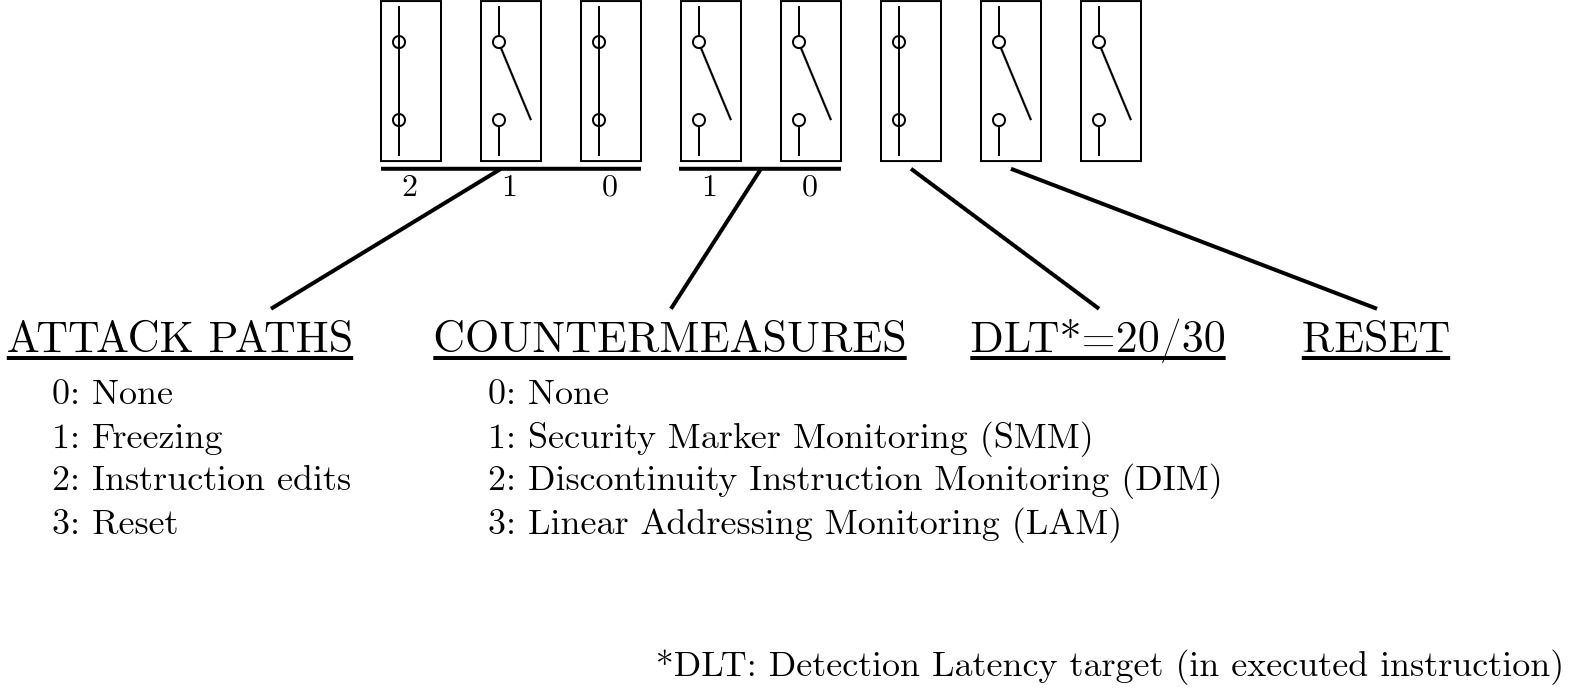 2 1 0 1 0
ATTACK PATHS COUNTERMEASURES DLT*=20/30 RESET
0: None
1: Freezing
2: Instruction edits
3: Reset
0: None
1: Security Marker Monitoring (SMM)
2: Discontinuity Instruction Monitoring (DIM)
3: Linear Addressing Monitoring (LAM)
*DLT: Detection Latency target (in executed instruction)